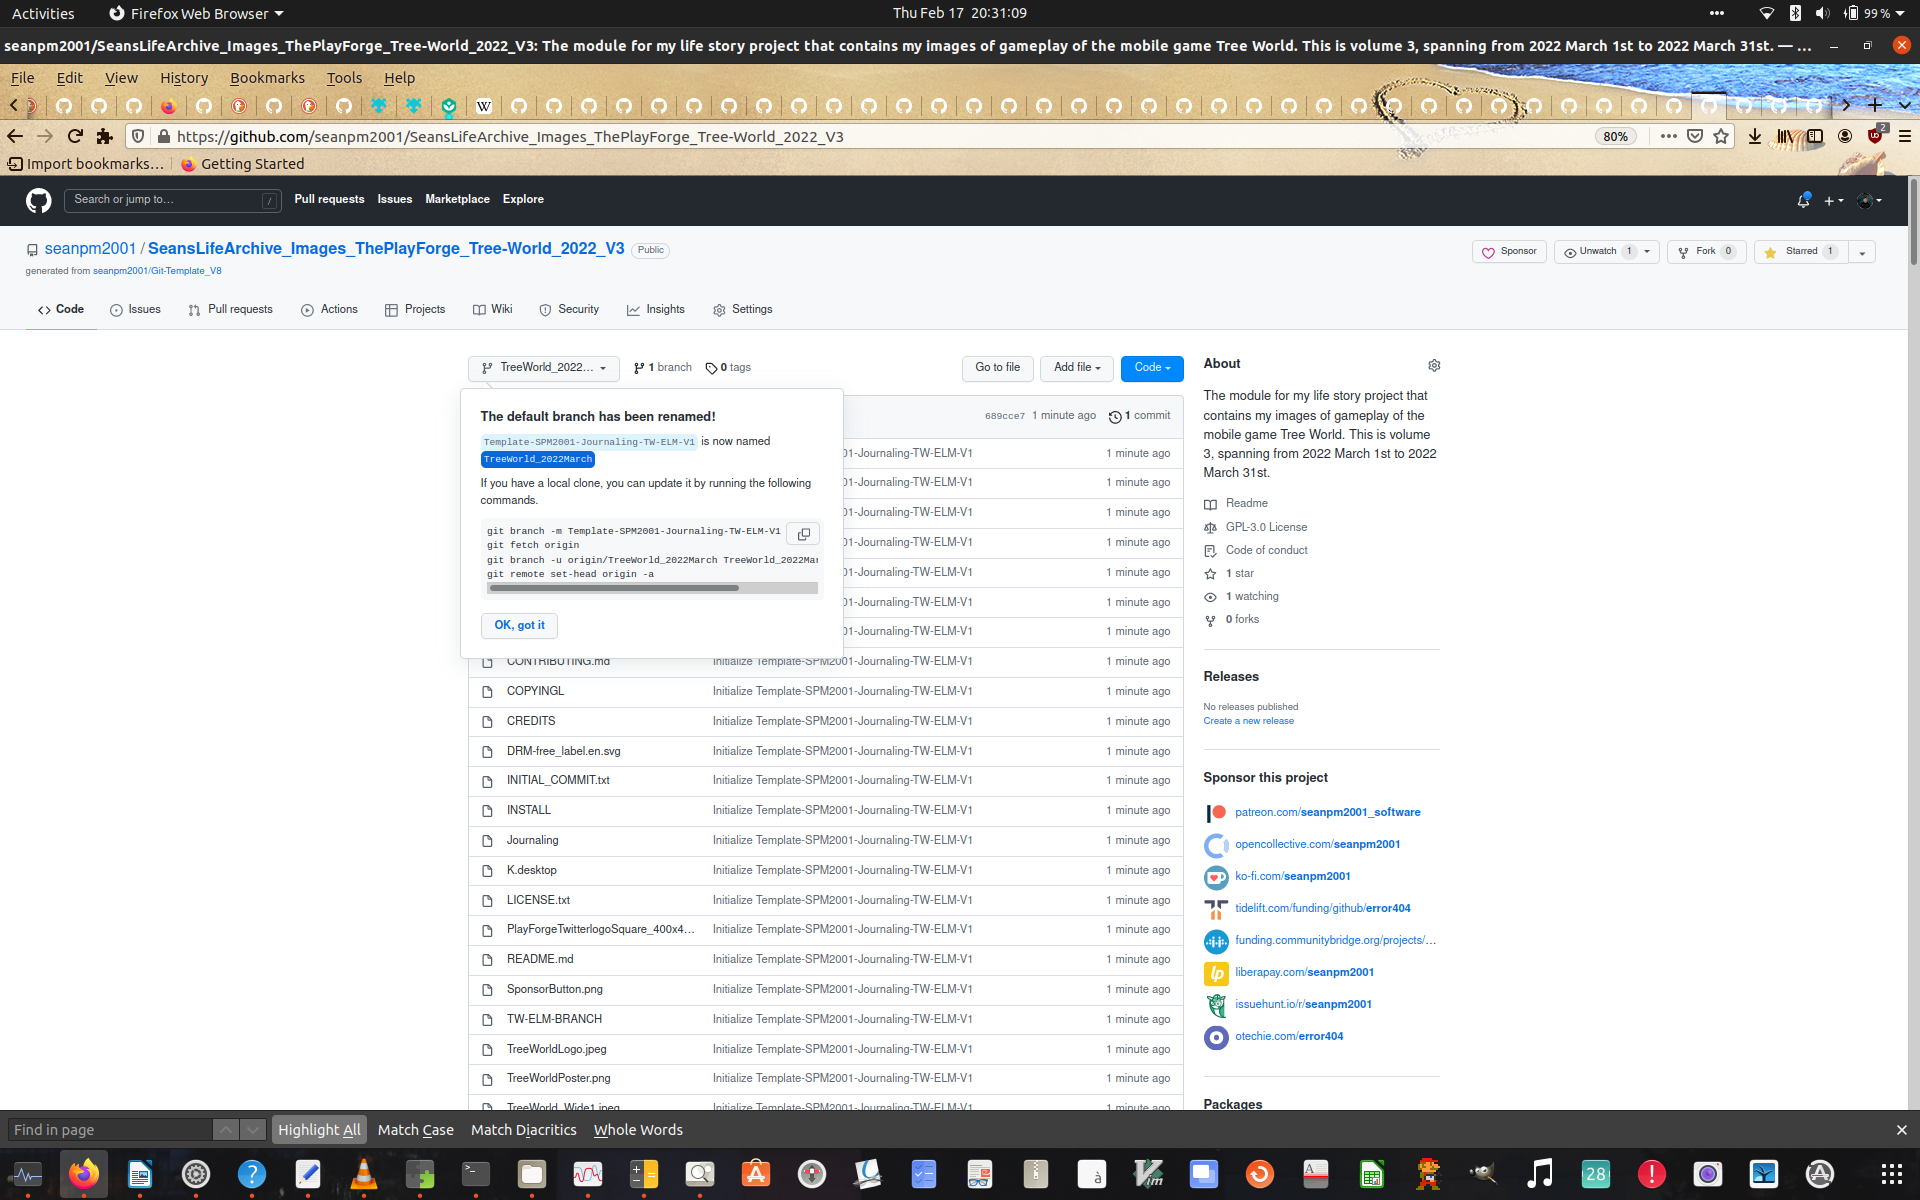 Activities
Firefox Web Browser
Thu Feb 17  20:31:09
99 %
seanpm2001/SeansLifeArchive_Images_ThePlayForge_Tree-World_2022_V3: The module for my life story project that contains my images of gameplay of the mobile game Tree World. This is volume 3, spanning from 2022 March 1st to 2022 March 31st. — ...
File Edit View History Bookmarks Tools Help
https://github.com/seanpm2001/SeansLifeArchive_Images_ThePlayForge_Tree-World_2022_V3
80%
2
Import bookmarks... Getting Started
Search or jump to...
/
Pull requests Issues Marketplace Explore
seanpm2001 / SeansLifeArchive_Images_ThePlayForge_Tree-World_2022_V3 Public
Sponsor Unwatch 1 Fork 0 Starred 1
generated from seanpm2001/Git-Template_V8
Code Issues Pull requests Actions Projects Wiki Security Insights Settings
TreeWorld_2022... 1 branch 0 tags
Go to file Add file Code
The default branch has been renamed!
Template-SPM2001-Journaling-TW-ELM-V1 is now named
TreeWorld_2022March
If you have a local clone, you can update it by running the following
commands.
git branch -m Template-SPM2001-Journaling-TW-ELM-V1
git fetch origin
git branch -u origin/TreeWorld_2022March TreeWorld_2022Mar
git remote set-head origin -a
OK, got it
689cce7 1 minute ago 1 commit
01-Journaling-TW-ELM-V1 1 minute ago
01-Journaling-TW-ELM-V1 1 minute ago
01-Journaling-TW-ELM-V1 1 minute ago
01-Journaling-TW-ELM-V1 1 minute ago
01-Journaling-TW-ELM-V1 1 minute ago
01-Journaling-TW-ELM-V1 1 minute ago
01-Journaling-TW-ELM-V1 1 minute ago
CONTRIBUTING.md Initialize Template-SPM2001-Journaling-TW-ELM-V1 1 minute ago
COPYINGL Initialize Template-SPM2001-Journaling-TW-ELM-V1 1 minute ago
CREDITS Initialize Template-SPM2001-Journaling-TW-ELM-V1 1 minute ago
DRM-free_label.en.svg Initialize Template-SPM2001-Journaling-TW-ELM-V1 1 minute ago
INITIAL_COMMIT.txt Initialize Template-SPM2001-Journaling-TW-ELM-V1 1 minute ago
INSTALL Initialize Template-SPM2001-Journaling-TW-ELM-V1 1 minute ago
Journaling Initialize Template-SPM2001-Journaling-TW-ELM-V1 1 minute ago
K.desktop Initialize Template-SPM2001-Journaling-TW-ELM-V1 1 minute ago
LICENSE.txt Initialize Template-SPM2001-Journaling-TW-ELM-V1 1 minute ago
PlayForgeTwitterlogoSquare_400x4... Initialize Template-SPM2001-Journaling-TW-ELM-V1 1 minute ago
README.md Initialize Template-SPM2001-Journaling-TW-ELM-V1 1 minute ago
SponsorButton.png Initialize Template-SPM2001-Journaling-TW-ELM-V1 1 minute ago
TW-ELM-BRANCH Initialize Template-SPM2001-Journaling-TW-ELM-V1 1 minute ago
TreeWorldLogo.jpeg Initialize Template-SPM2001-Journaling-TW-ELM-V1 1 minute ago
TreeWorldPoster.png Initialize Template-SPM2001-Journaling-TW-ELM-V1 1 minute ago
TreeWorld_Wide1.jpeg Initialize Template-SPM2001-Journaling-TW-ELM-V1 1 minute ago
About
The module for my life story project that
contains my images of gameplay of the
mobile game Tree World. This is volume
3, spanning from 2022 March 1st to 2022
March 31st.
Readme
GPL-3.0 License
Code of conduct
1 star
1 watching
0 forks
Releases
No releases published
Create a new release
Sponsor this project
patreon.com/seanpm2001_software
opencollective.com/seanpm2001
ko-fi.com/seanpm2001
tidelift.com/funding/github/error404
funding.communitybridge.org/projects/...
liberapay.com/seanpm2001
issuehunt.io/r/seanpm2001
otechie.com/error404
Packages
Find in page
Highlight All Match Case Match Diacritics Whole Words
28